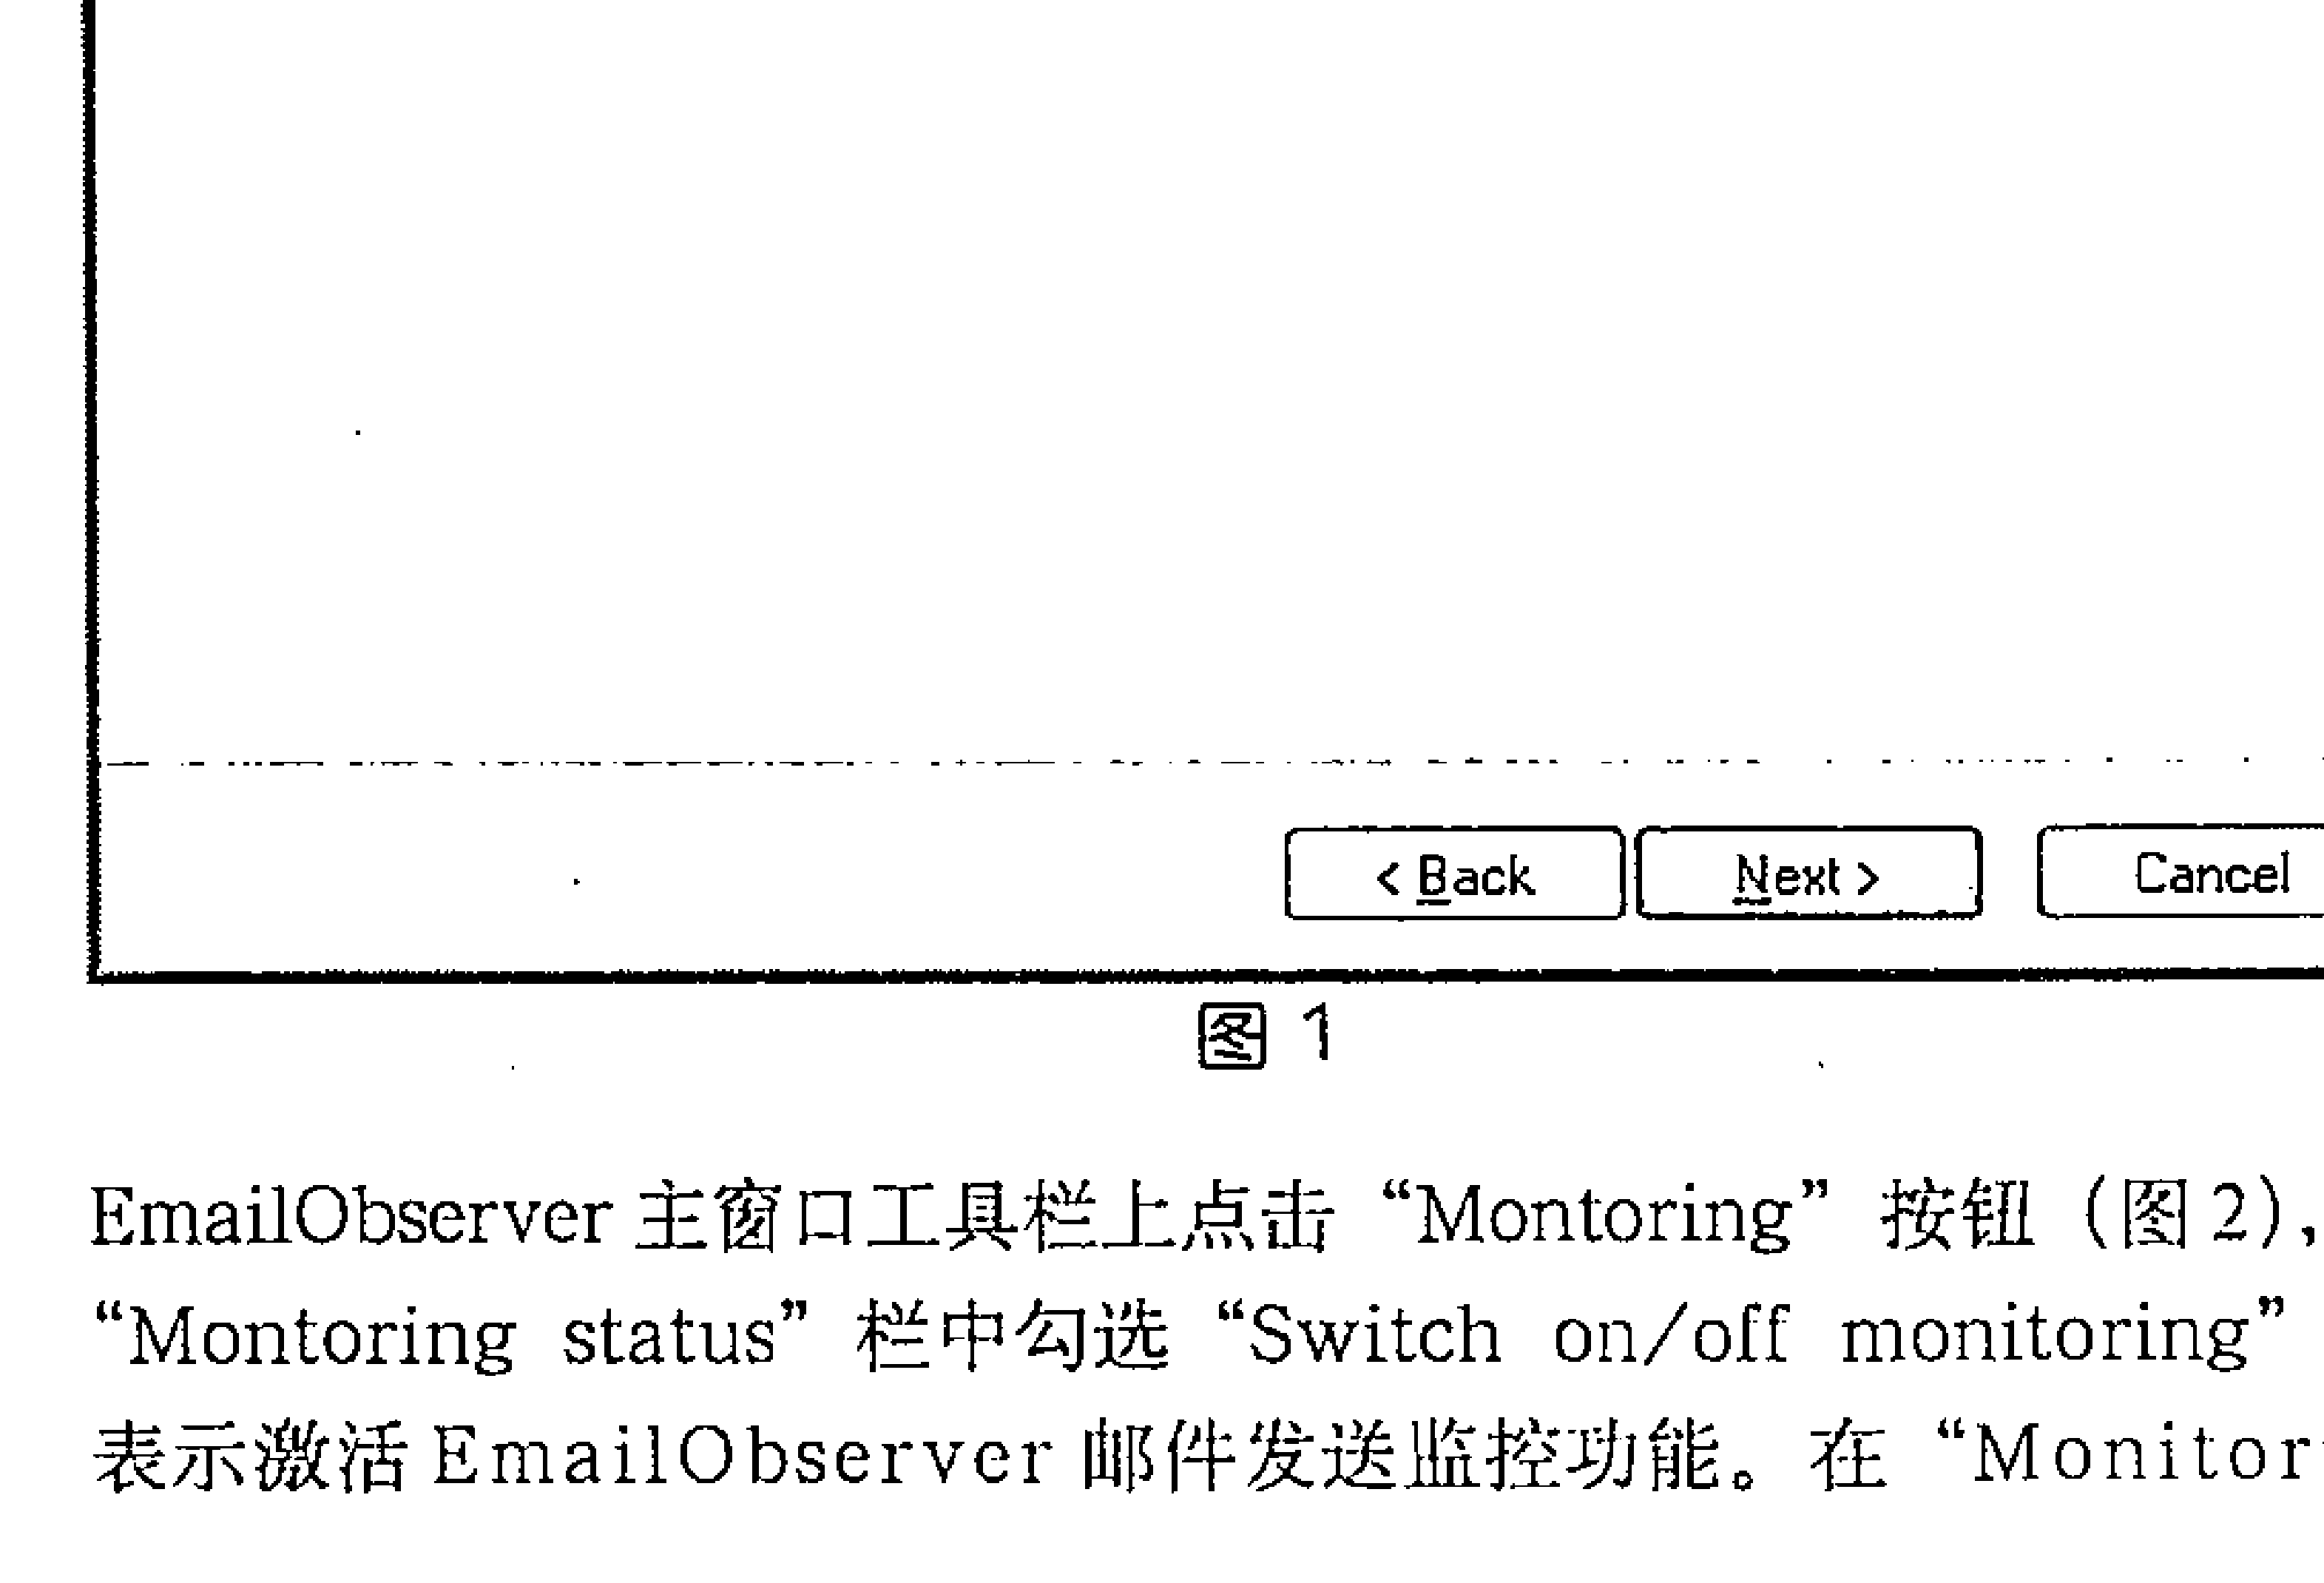 < Back Next > Cancel
图 1
EmailObserver 主窗口工具栏上点击 “Montoring” 按钮 (图 2),
“Montoring status” 栏中勾选 “Switch on/off monitoring”
表示激活 EmailObserver 邮件发送监控功能。在 “Monitor